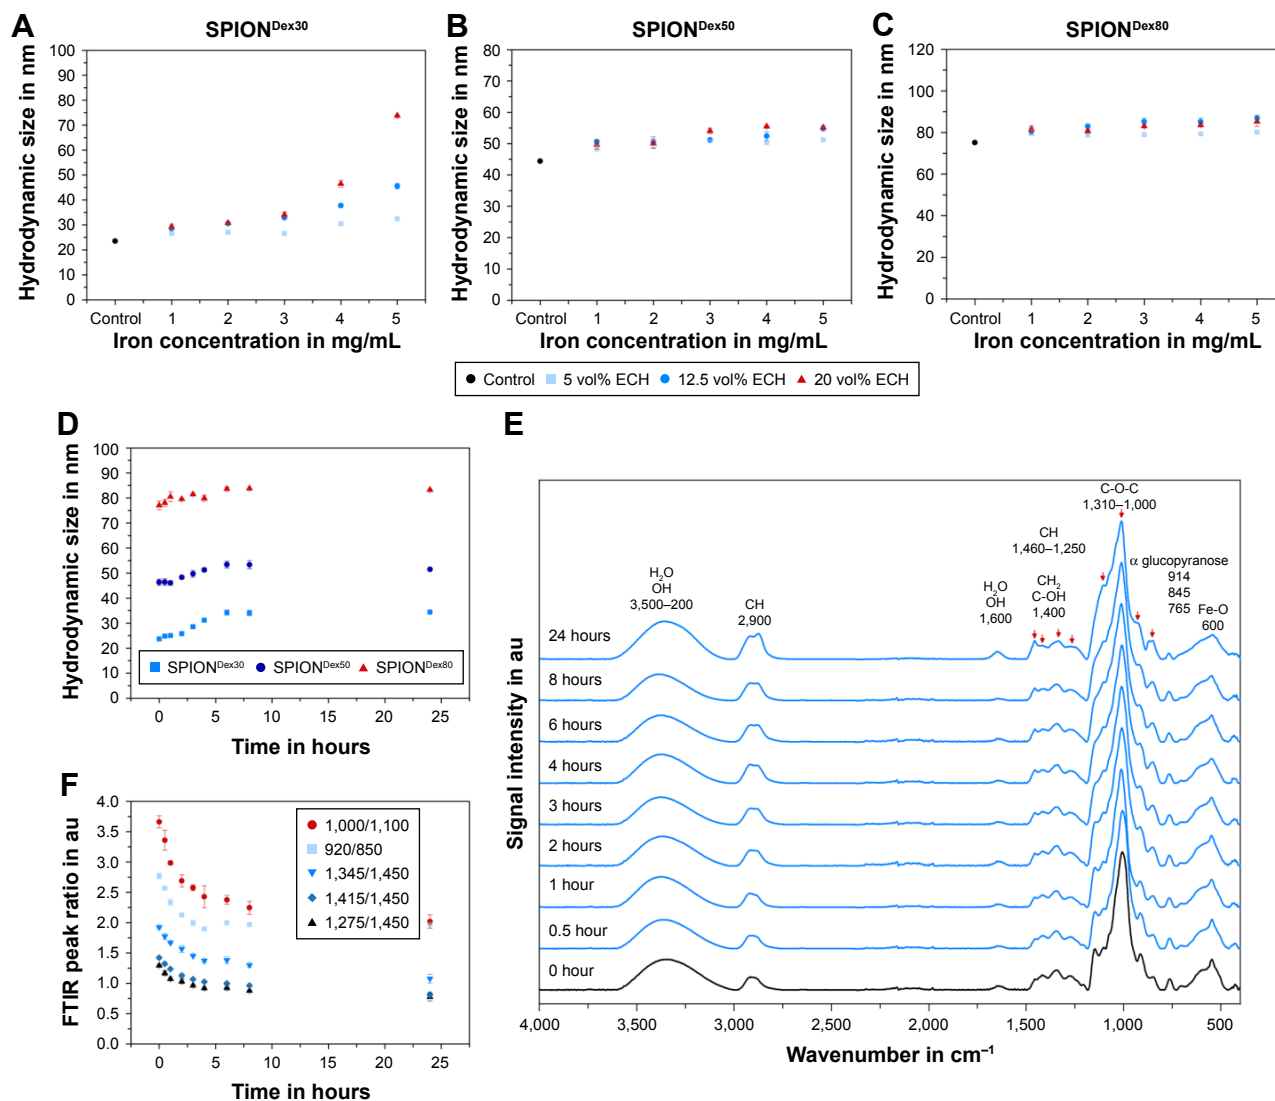 A
SPION^Dex30
Hydrodynamic size in nm
100
90
80
70
60
50
40
30
20
10
0
Control 1 2 3 4 5
Iron concentration in mg/mL
B
SPION^Dex50
Hydrodynamic size in nm
80
70
60
50
40
30
20
10
0
Control 1 2 3 4 5
Iron concentration in mg/mL
C
SPION^Dex80
Hydrodynamic size in nm
120
100
80
60
40
20
0
Control 1 2 3 4 5
Iron concentration in mg/mL
Control 5 vol% ECH 12.5 vol% ECH 20 vol% ECH
D
Hydrodynamic size in nm
100
90
80
70
60
50
40
30
20
10
0
SPION^Dex30 SPION^Dex50 SPION^Dex80
0 5 10 15 20 25
Time in hours
E
Signal intensity in au
C-O-C
1,310–1,000
CH
1,460–1,250
α glucopyranose
914
845
765
H₂O
OH
3,500–200
CH
2,900
H₂O
OH
1,600
CH₂
C-OH
1,400
Fe-O
600
24 hours
8 hours
6 hours
4 hours
3 hours
2 hours
1 hour
0.5 hour
0 hour
4,000 3,500 3,000 2,500 2,000 1,500 1,000 500
Wavenumber in cm⁻¹
F
FTIR peak ratio in au
4.0
3.5
3.0
2.5
2.0
1.5
1.0
0.5
0.0
1,000/1,100
920/850
1,345/1,450
1,415/1,450
1,275/1,450
0 5 10 15 20 25
Time in hours